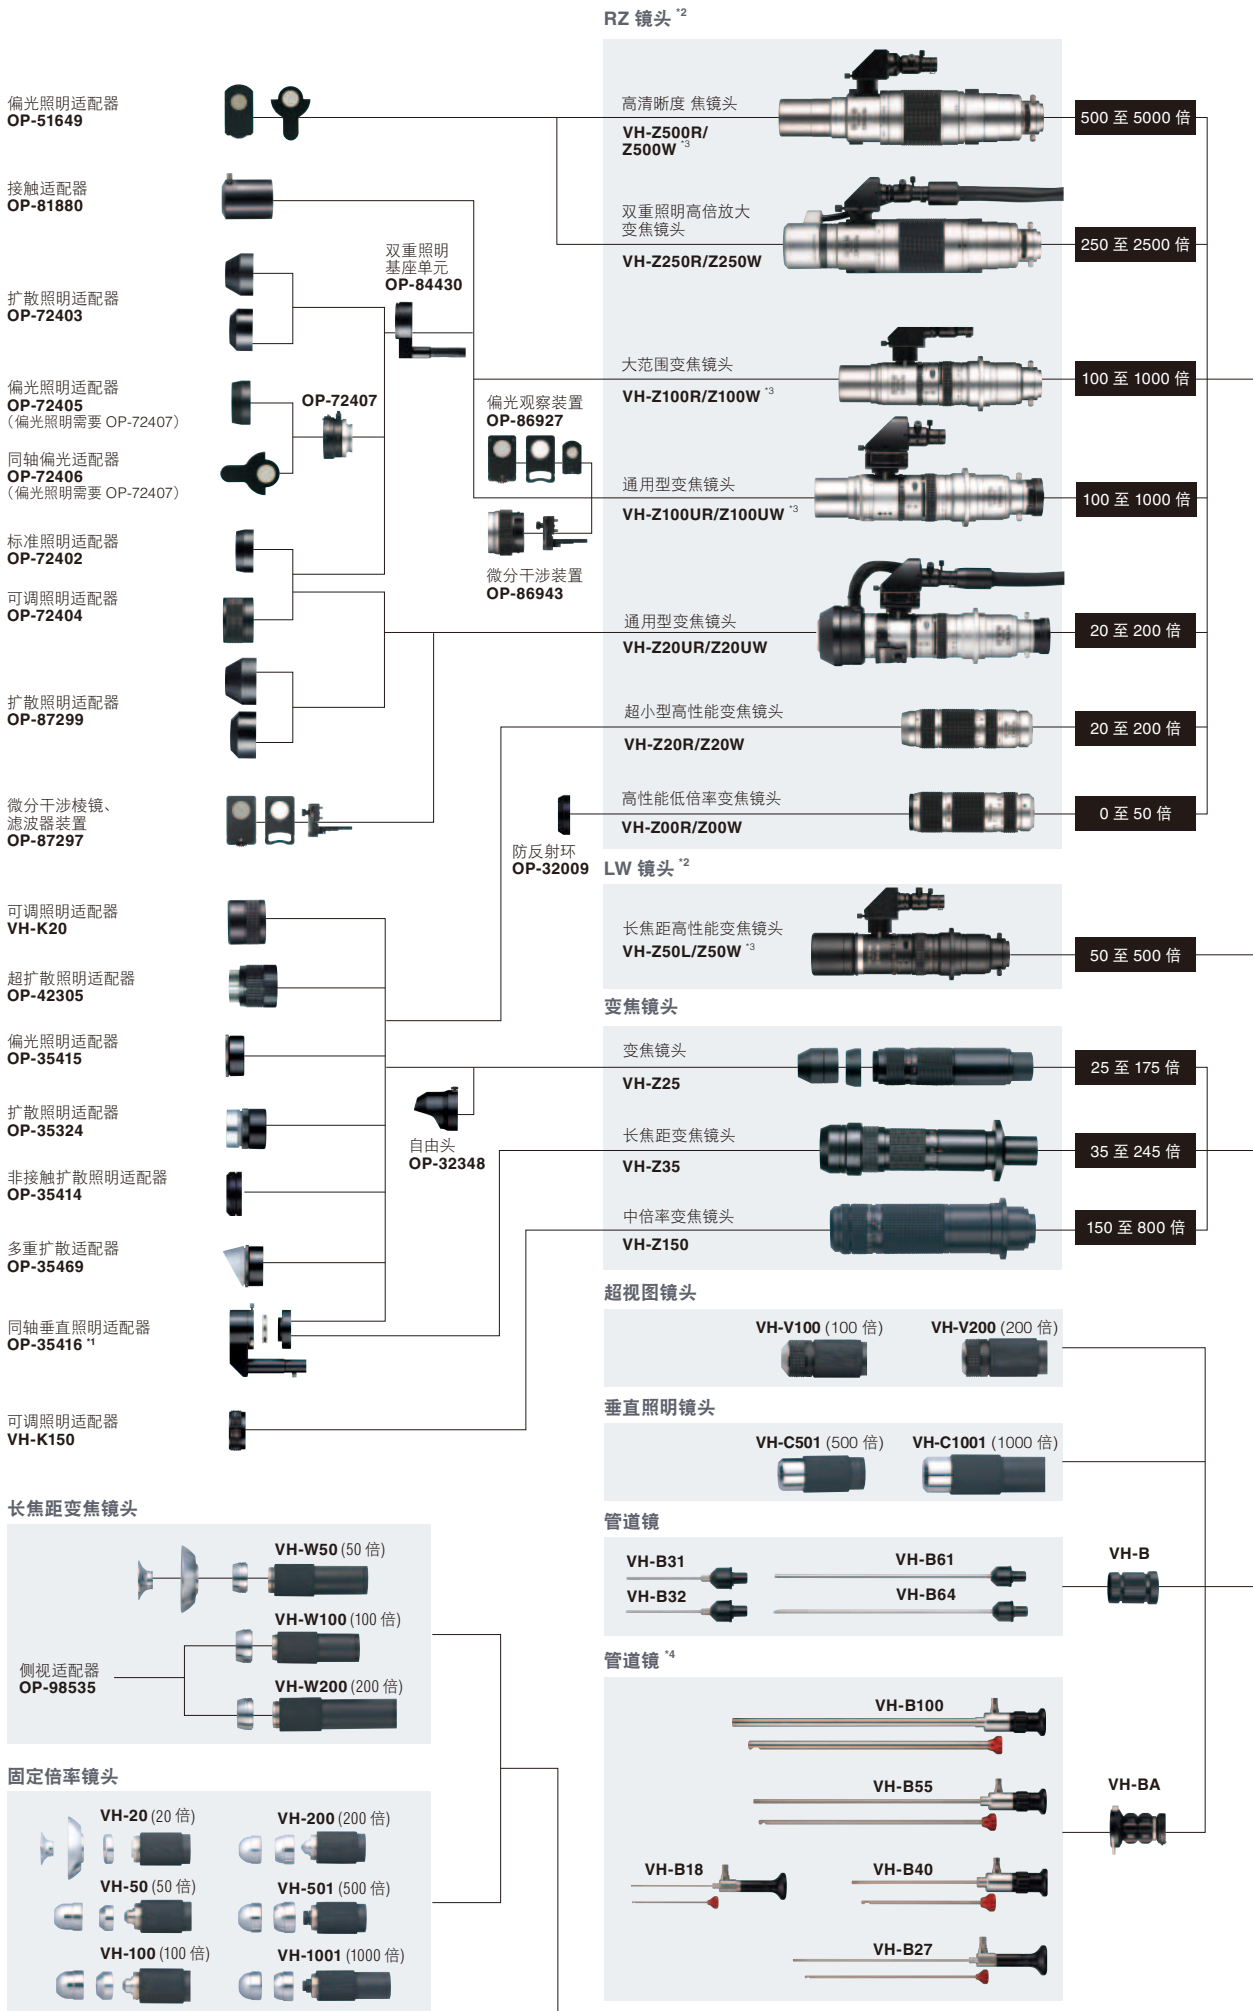 RZ 镜头 *2
偏光照明适配器
OP-51649
接触适配器
OP-81880
扩散照明适配器
OP-72403
双重照明
基座单元
OP-84430
偏光照明适配器
OP-72405
（偏光照明需要 OP-72407）
OP-72407
同轴偏光适配器
OP-72406
（偏光照明需要 OP-72407）
偏光观察装置
OP-86927
微分干涉装置
OP-86943
标准照明适配器
OP-72402
可调照明适配器
OP-72404
扩散照明适配器
OP-87299
微分干涉棱镜、
滤波器装置
OP-87297
高清晰度 焦镜头
VH-Z500R/
Z500W *3
500 至 5000 倍
双重照明高倍放大
变焦镜头
VH-Z250R/Z250W
250 至 2500 倍
大范围变焦镜头
VH-Z100R/Z100W *3
100 至 1000 倍
通用型变焦镜头
VH-Z100UR/Z100UW *3
100 至 1000 倍
通用型变焦镜头
VH-Z20UR/Z20UW
20 至 200 倍
超小型高性能变焦镜头
VH-Z20R/Z20W
20 至 200 倍
高性能低倍率变焦镜头
VH-Z00R/Z00W
0 至 50 倍
防反射环
OP-32009
LW 镜头 *2
长焦距高性能变焦镜头
VH-Z50L/Z50W *3
50 至 500 倍
可调照明适配器
VH-K20
超扩散照明适配器
OP-42305
偏光照明适配器
OP-35415
扩散照明适配器
OP-35324
非接触扩散照明适配器
OP-35414
多重扩散适配器
OP-35469
同轴垂直照明适配器
OP-35416 *1
可调照明适配器
VH-K150
自由头
OP-32348
变焦镜头
变焦镜头
VH-Z25
25 至 175 倍
长焦距变焦镜头
VH-Z35
35 至 245 倍
中倍率变焦镜头
VH-Z150
150 至 800 倍
超视图镜头
VH-V100 (100 倍)
VH-V200 (200 倍)
垂直照明镜头
VH-C501 (500 倍)
VH-C1001 (1000 倍)
管道镜
VH-B31
VH-B61
VH-B32
VH-B64
VH-B
管道镜 *4
VH-B100
VH-B55
VH-B18
VH-B40
VH-B27
VH-BA
长焦距变焦镜头
VH-W50 (50 倍)
VH-W100 (100 倍)
侧视适配器
OP-98535
VH-W200 (200 倍)
固定倍率镜头
VH-20 (20 倍)
VH-200 (200 倍)
VH-50 (50 倍)
VH-501 (500 倍)
VH-100 (100 倍)
VH-1001 (1000 倍)